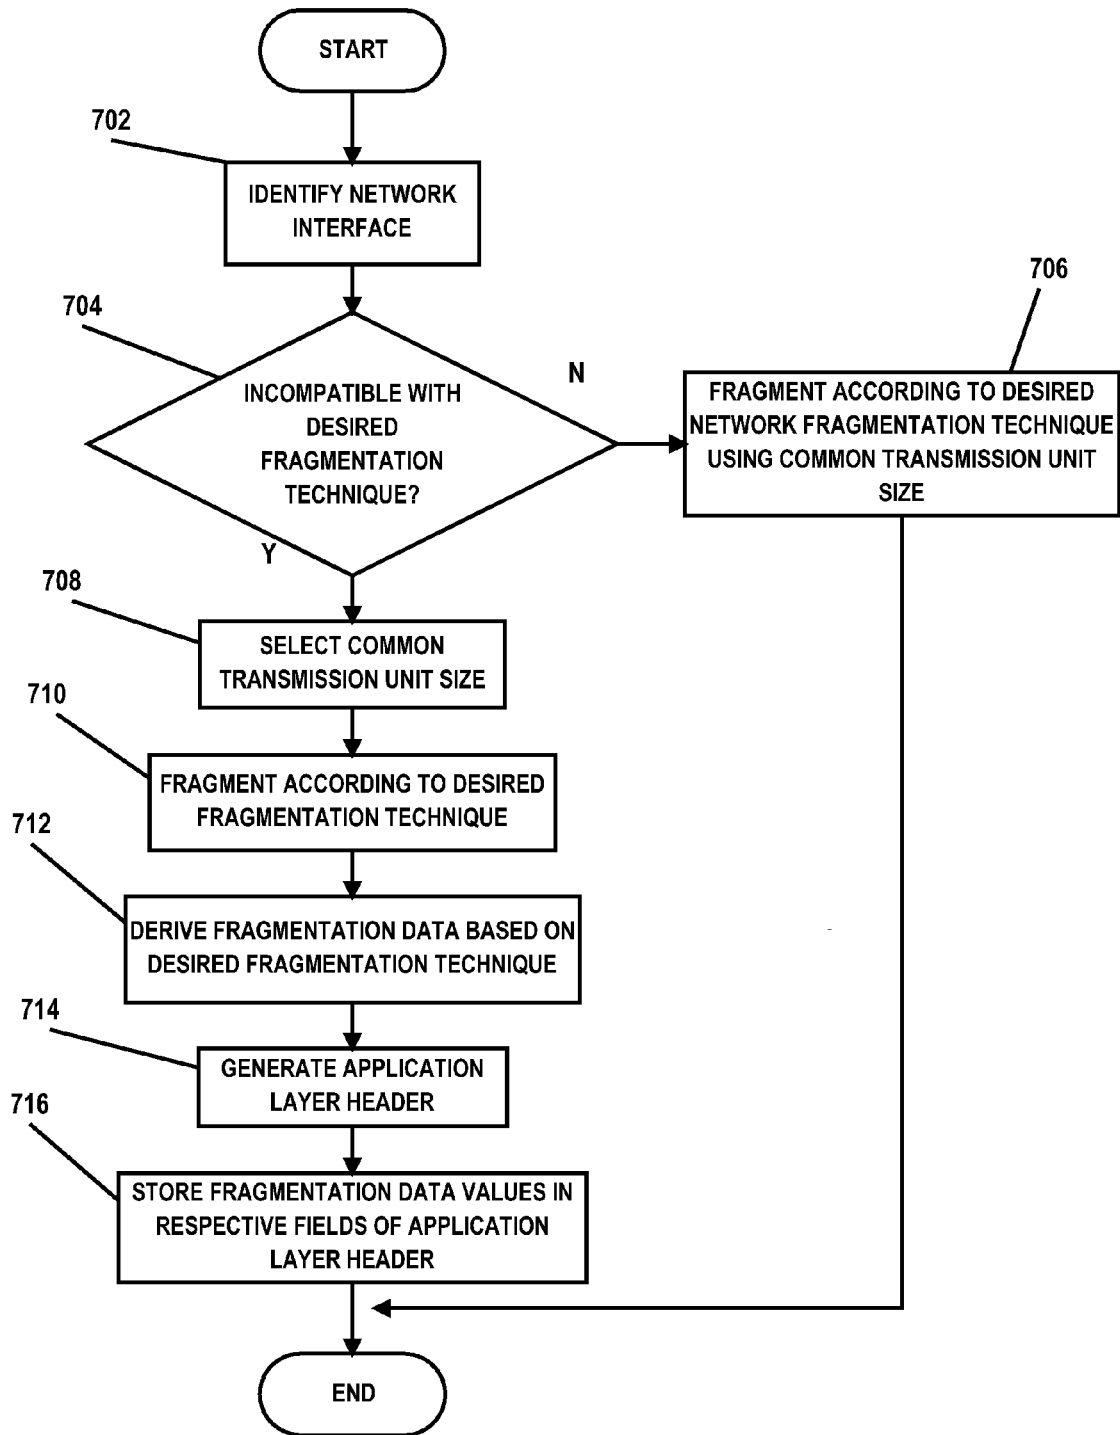 START
702
IDENTIFY NETWORK
INTERFACE
704
INCOMPATIBLE WITH
DESIRED
FRAGMENTATION
TECHNIQUE?
N
706
FRAGMENT ACCORDING TO DESIRED
NETWORK FRAGMENTATION TECHNIQUE
USING COMMON TRANSMISSION UNIT
SIZE
Y
708
SELECT COMMON
TRANSMISSION UNIT SIZE
710
FRAGMENT ACCORDING TO DESIRED
FRAGMENTATION TECHNIQUE
712
DERIVE FRAGMENTATION DATA BASED ON
DESIRED FRAGMENTATION TECHNIQUE
714
GENERATE APPLICATION
LAYER HEADER
716
STORE FRAGMENTATION DATA VALUES IN
RESPECTIVE FIELDS OF APPLICATION
LAYER HEADER
END